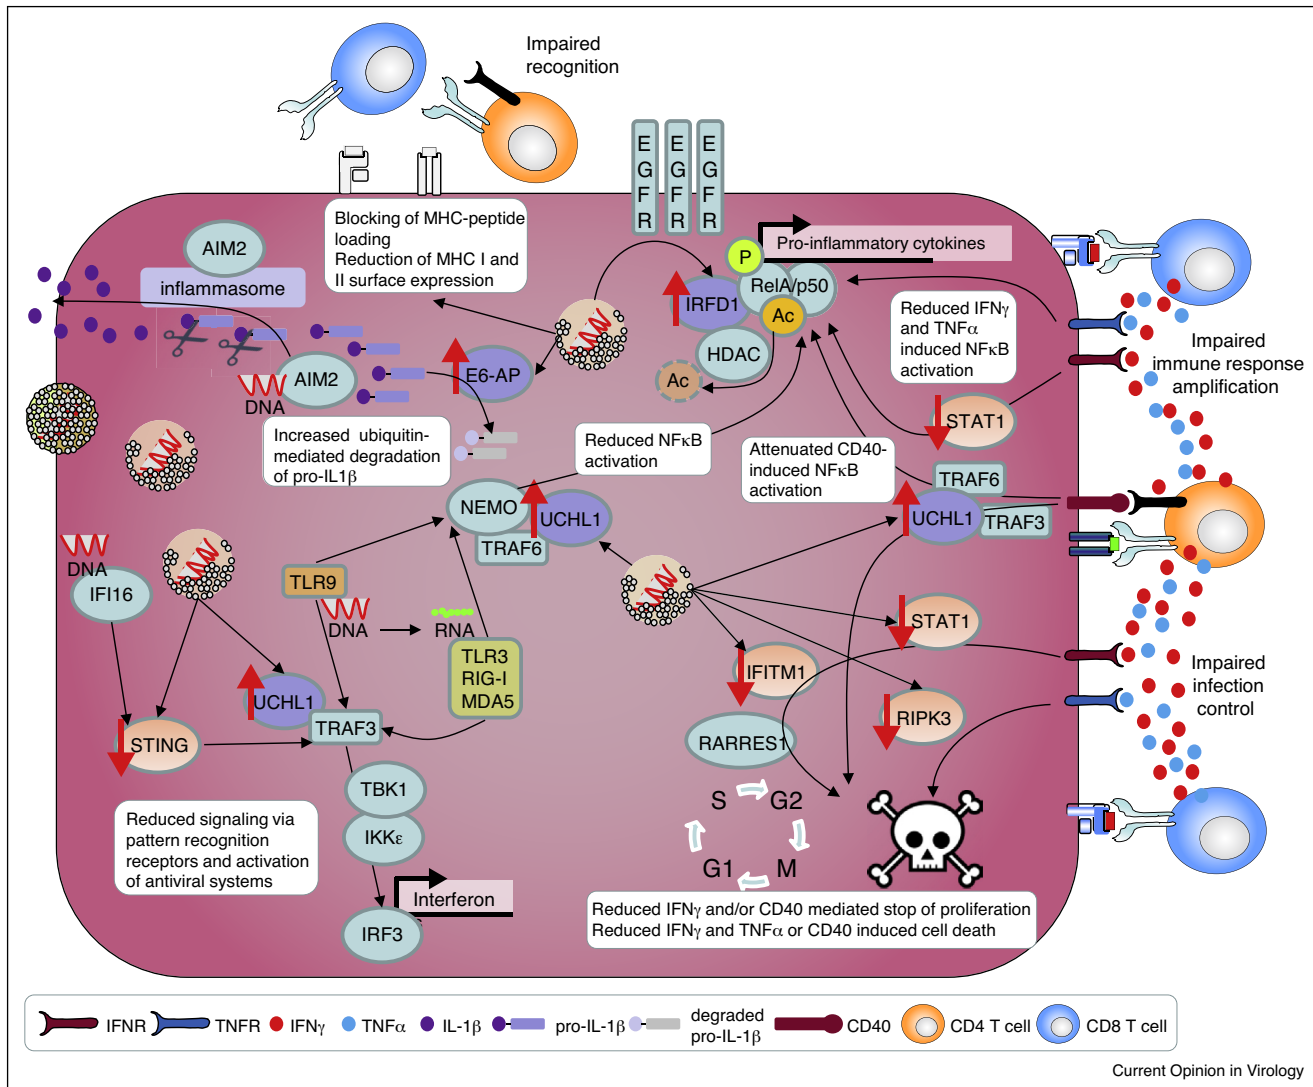 Impaired
recognition
E
G
F
R
E
G
F
R
E
G
F
R
Blocking of MHC-peptide
loading
Reduction of MHC I and
II surface expression
AIM2
inflammasome
P
Pro-inflammatory cytokines
RelA/p50
IRFD1
Ac
HDAC
Ac
Reduced IFNγ
and TNFα
induced NFκB
activation
Impaired
immune response
amplification
AIM2
DNA
E6-AP
STAT1
Increased ubiquitin-
mediated degradation
of pro-IL1β
Reduced NFκB
activation
Attenuated CD40-
induced NFκB
activation
TRAF6
UCHL1
TRAF3
NEMO
UCHL1
TRAF6
DNA
IFI16
TLR9
DNA
RNA
TLR3
RIG-I
MDA5
STAT1
IFITM1
RIPK3
RARRES1
Impaired
infection
control
UCHL1
TRAF3
STING
TBK1
IKKε
S
G2
G1
M
Reduced signaling via
pattern recognition
receptors and activation
of antiviral systems
Interferon
IRF3
Reduced IFNγ and/or CD40 mediated stop of proliferation
Reduced IFNγ and TNFα or CD40 induced cell death
IFNR
TNFR
IFNγ
TNFα
IL-1β
pro-IL-1β
degraded
pro-IL-1β
CD40
CD4 T cell
CD8 T cell
Current Opinion in Virology